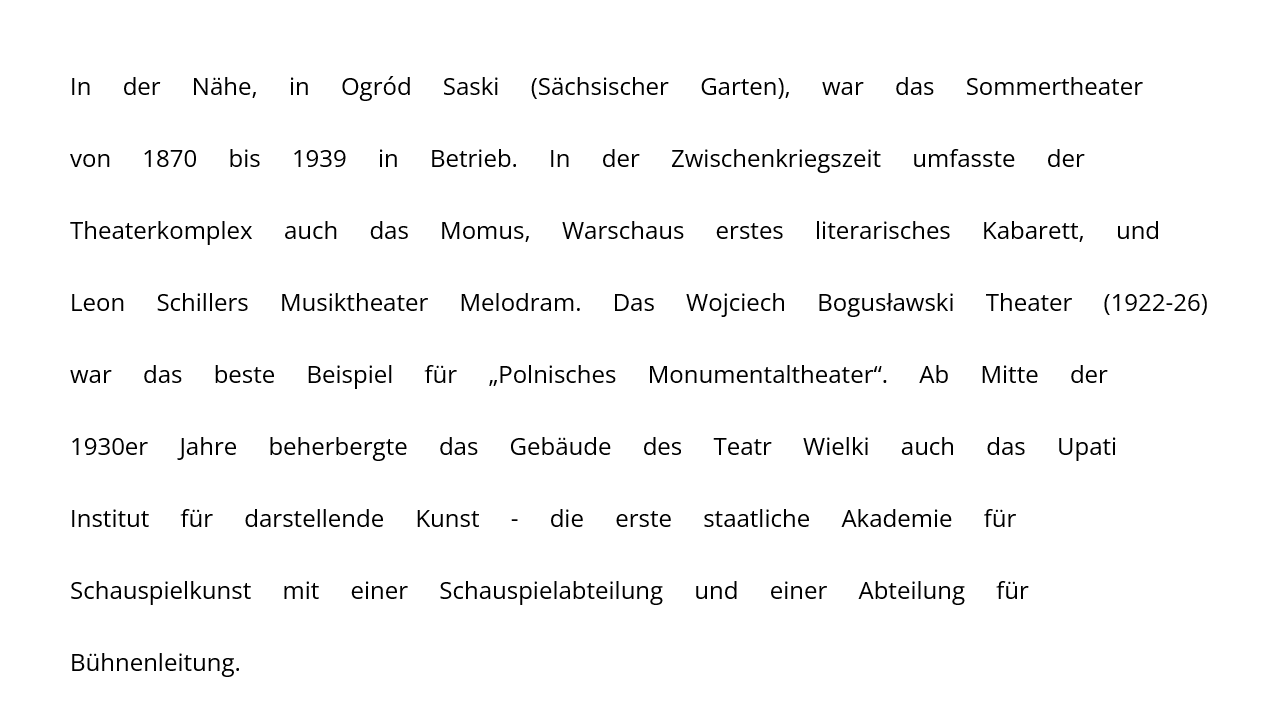 In der Nähe, in Ogród Saski (Sächsischer Garten), war das Sommertheater
von 1870 bis 1939 in Betrieb. In der Zwischenkriegszeit umfasste der
Theaterkomplex auch das Momus, Warschaus erstes literarisches Kabarett, und
Leon Schillers Musiktheater Melodram. Das Wojciech Bogusławski Theater (1922-26)
war das beste Beispiel für „Polnisches Monumentaltheater“. Ab Mitte der
1930er Jahre beherbergte das Gebäude des Teatr Wielki auch das Upati
Institut für darstellende Kunst - die erste staatliche Akademie für
Schauspielkunst mit einer Schauspielabteilung und einer Abteilung für
Bühnenleitung.